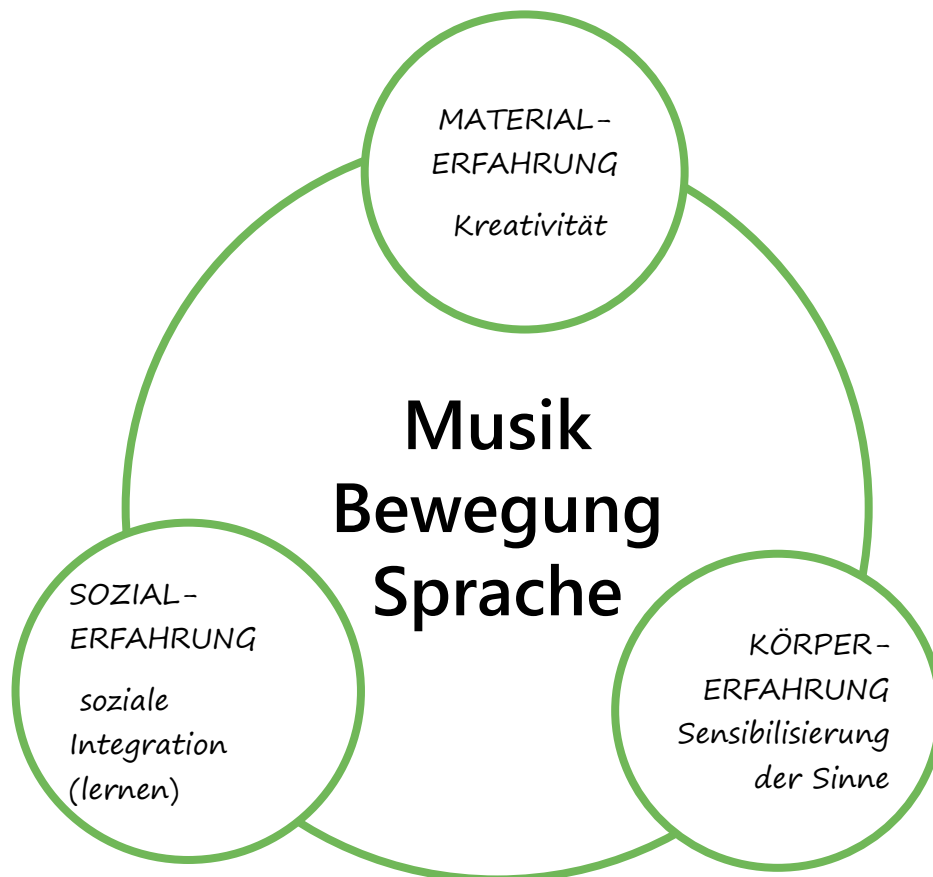 MATERIAL-
ERFAHRUNG
Kreativität
Musik
Bewegung
Sprache
SOZIAL-
ERFAHRUNG
soziale
Integration
(lernen)
KÖRPER-
ERFAHRUNG
Sensibilisierung
der Sinne